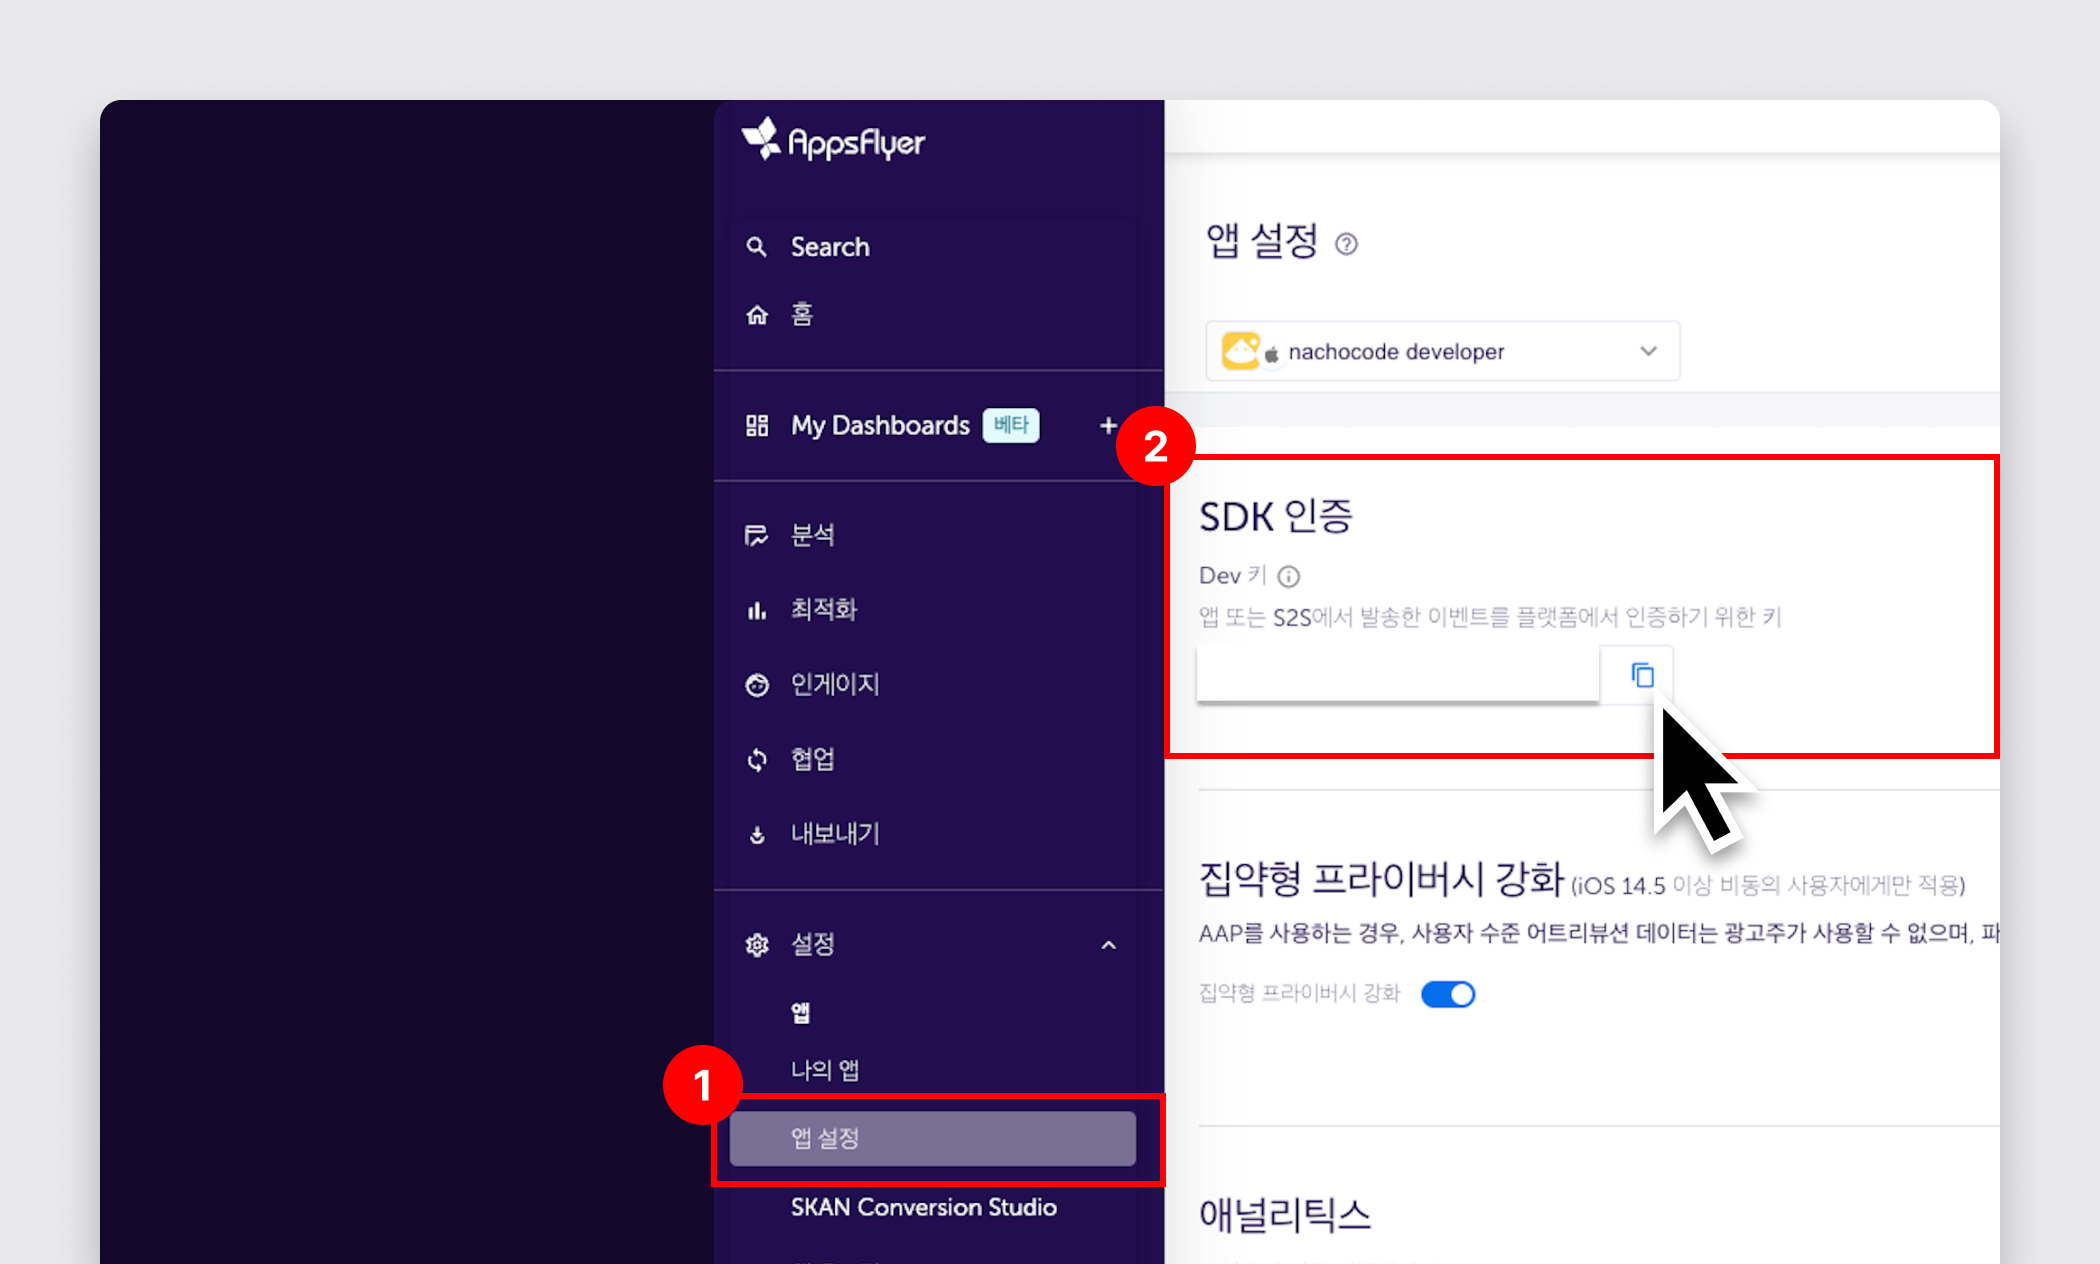 AppsFlyer
Search
홈
My Dashboards 베타 +
분석
최적화
인게이지
협업
내보내기
설정
앱
나의 앱
1
앱 설정
SKAN Conversion Studio
앱 설정
nachocode developer
2
SDK 인증
Dev 키
앱 또는 S2S에서 발송한 이벤트를 플랫폼에서 인증하기 위한 키
집약형 프라이버시 강화 (iOS 14.5 이상 비동의 사용자에게만 적용)
AAP를 사용하는 경우, 사용자 수준 어트리뷰션 데이터는 광고주가 사용할 수 없으며, 파
집약형 프라이버시 강화
애널리틱스